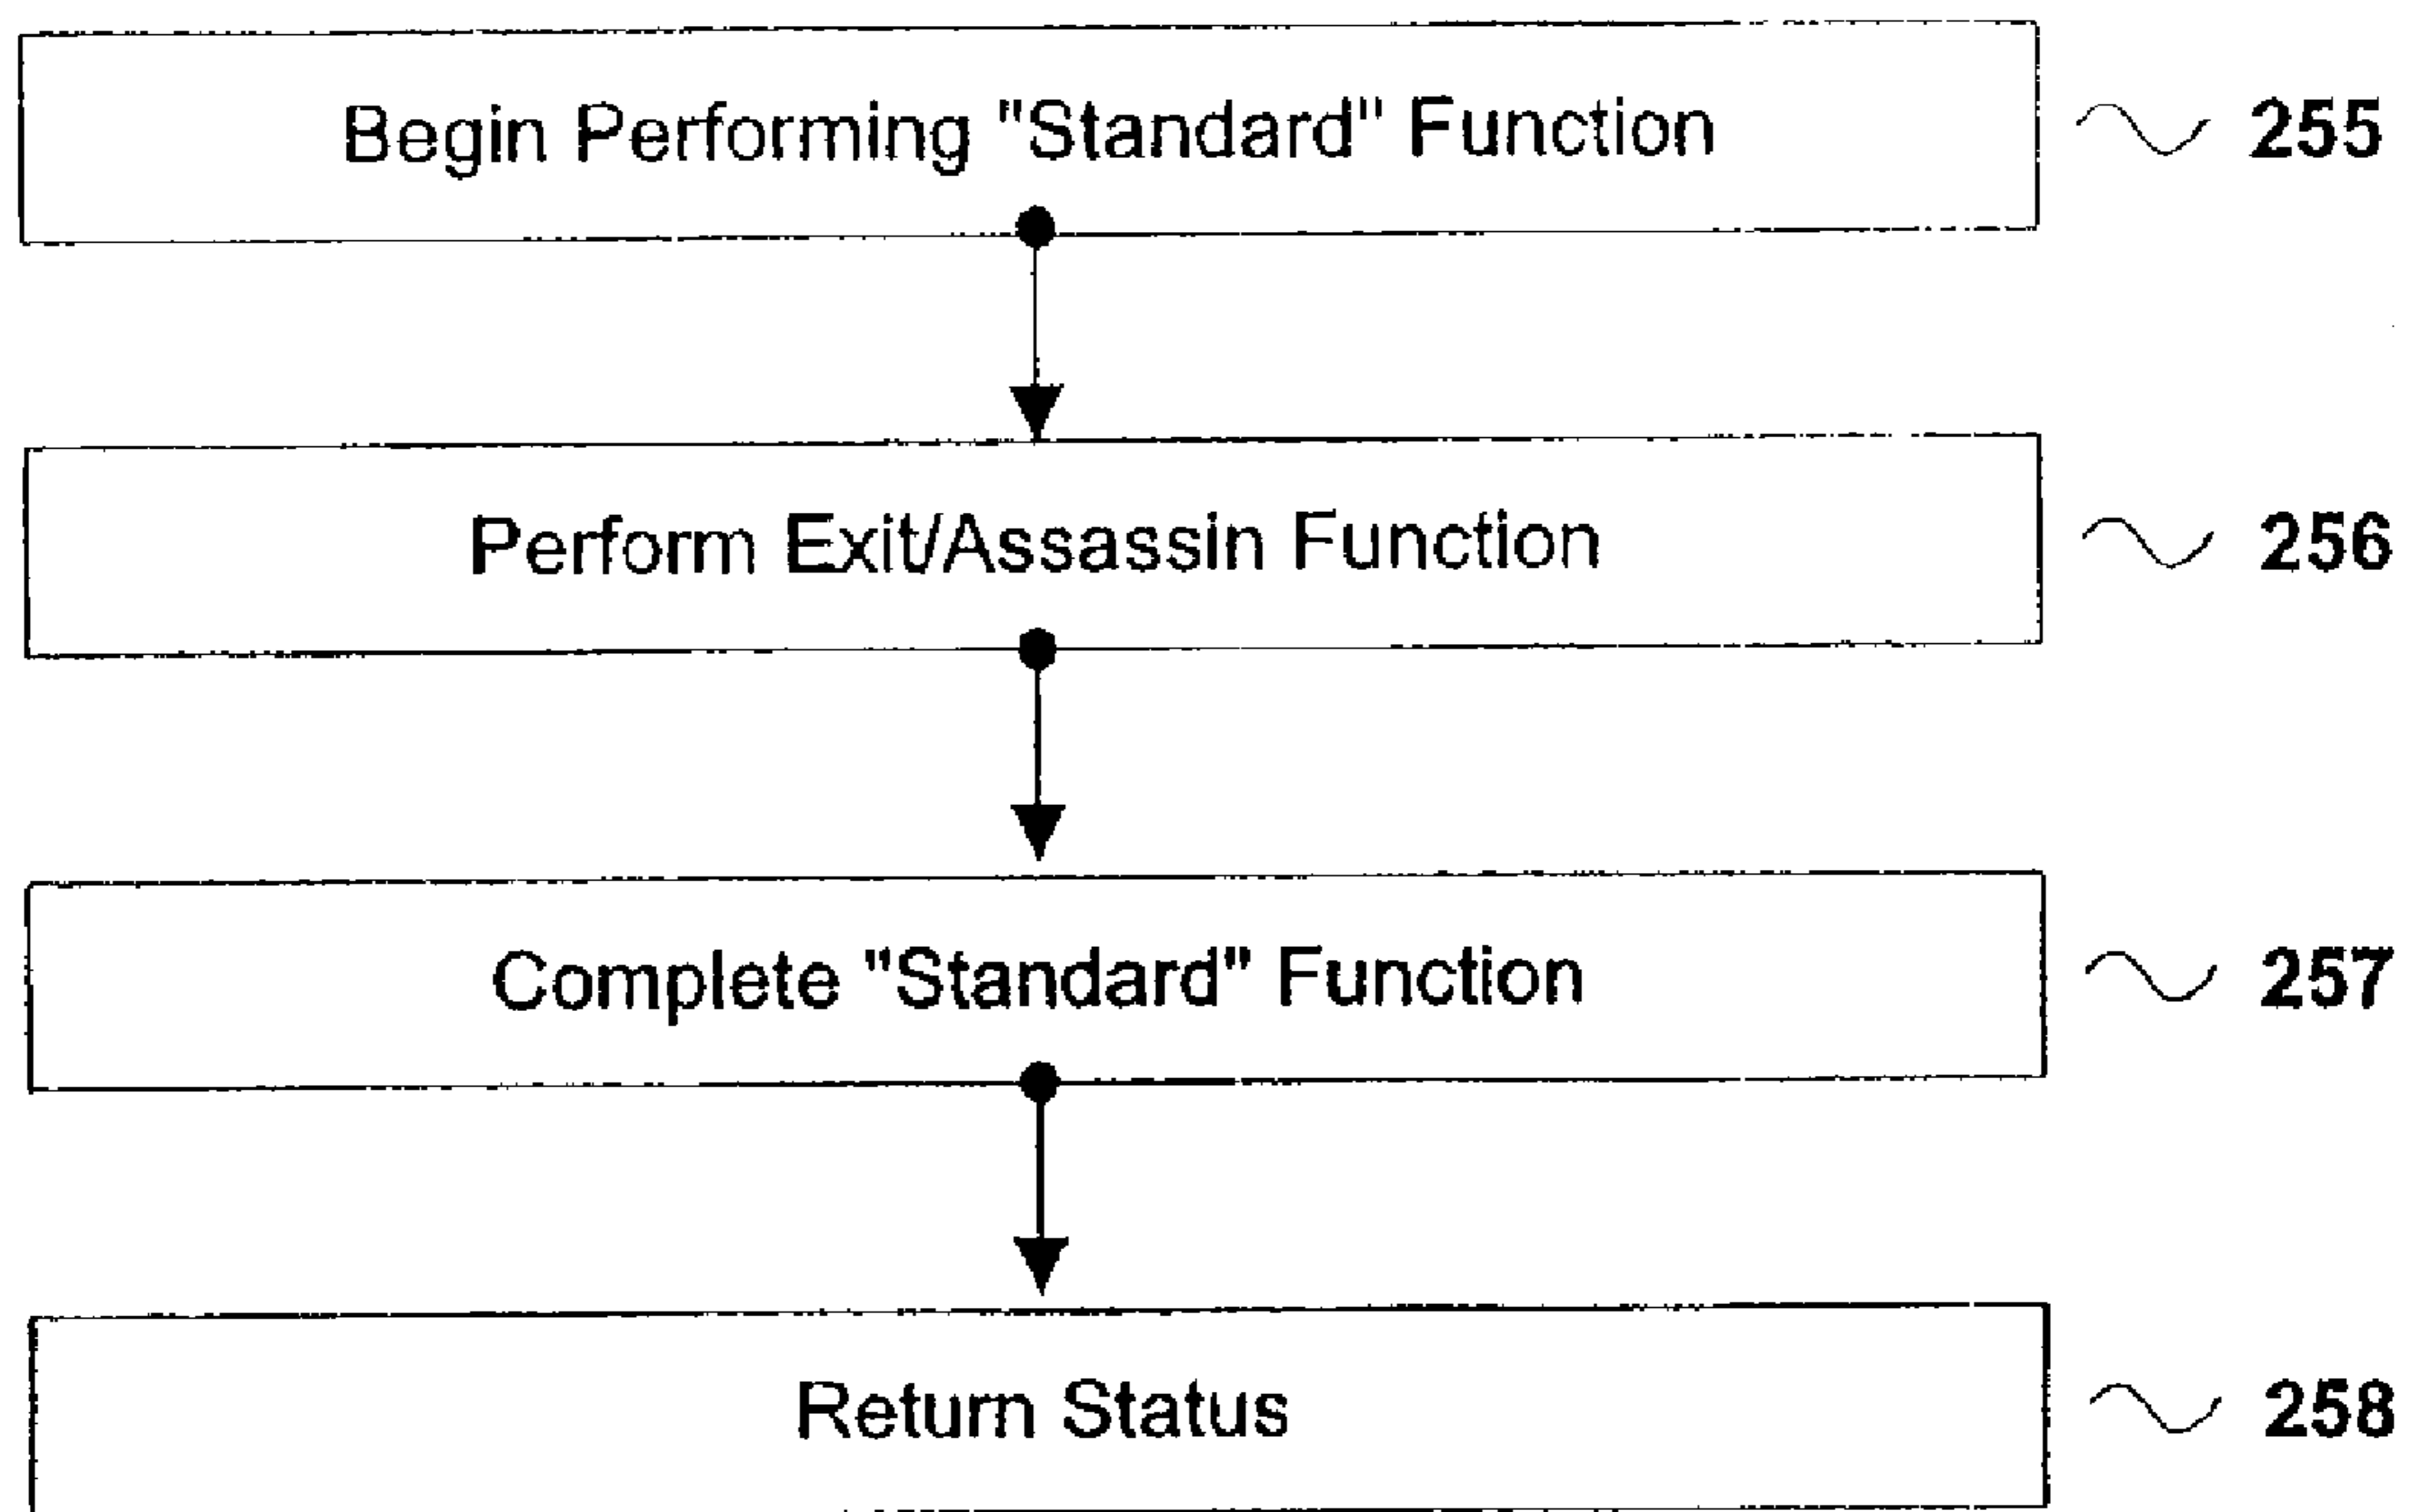 Begin Performing "Standard" Function 255
Perform Exit/Assassin Function 256
Complete "Standard" Function 257
Return Status 258